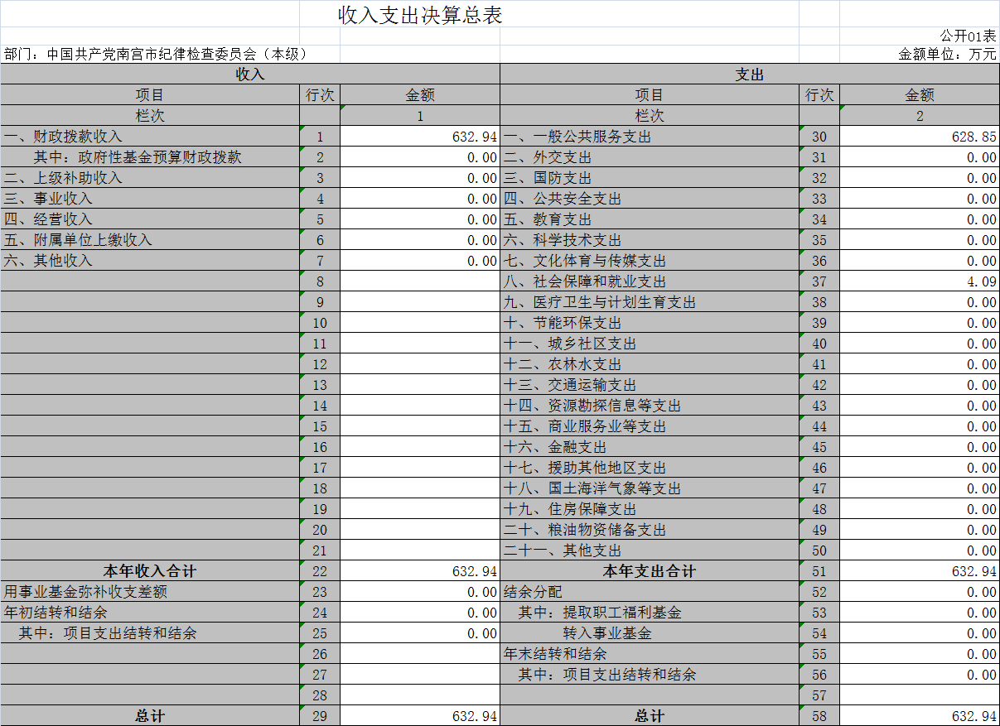 收入支出决算总表
公开01表
部门：中国共产党南宫市纪律检查委员会（本级） 金额单位：万元
收入 支出
项目 行次 金额 项目 行次 金额
栏次 1 栏次 2
一、财政拨款收入 1 632.94 一、一般公共服务支出 30 628.85
其中：政府性基金预算财政拨款 2 0.00 二、外交支出 31 0.00
二、上级补助收入 3 0.00 三、国防支出 32 0.00
三、事业收入 4 0.00 四、公共安全支出 33 0.00
四、经营收入 5 0.00 五、教育支出 34 0.00
五、附属单位上缴收入 6 0.00 六、科学技术支出 35 0.00
六、其他收入 7 0.00 七、文化体育与传媒支出 36 0.00
8 八、社会保障和就业支出 37 4.09
9 九、医疗卫生与计划生育支出 38 0.00
10 十、节能环保支出 39 0.00
11 十一、城乡社区支出 40 0.00
12 十二、农林水支出 41 0.00
13 十三、交通运输支出 42 0.00
14 十四、资源勘探信息等支出 43 0.00
15 十五、商业服务业等支出 44 0.00
16 十六、金融支出 45 0.00
17 十七、援助其他地区支出 46 0.00
18 十八、国土海洋气象等支出 47 0.00
19 十九、住房保障支出 48 0.00
20 二十、粮油物资储备支出 49 0.00
21 二十一、其他支出 50 0.00
本年收入合计 22 632.94 本年支出合计 51 632.94
用事业基金弥补收支差额 23 0.00 结余分配 52 0.00
年初结转和结余 24 0.00 其中：提取职工福利基金 53 0.00
其中：项目支出结转和结余 25 0.00 转入事业基金 54 0.00
26 年末结转和结余 55 0.00
27 其中：项目支出结转和结余 56 0.00
28 57
总计 29 632.94 总计 58 632.94